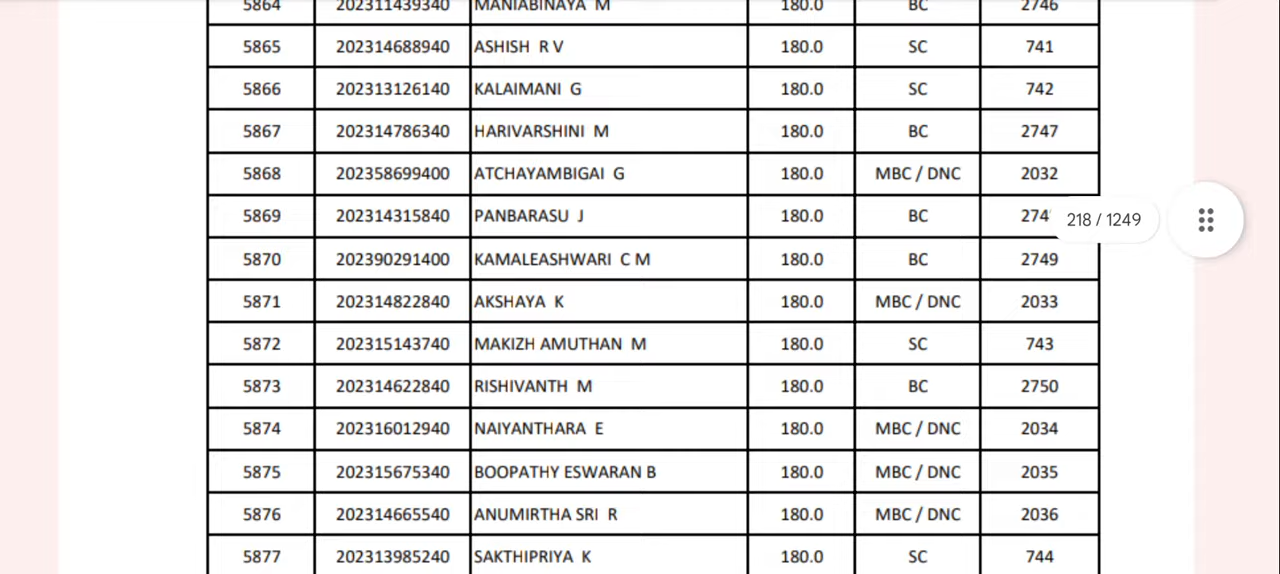 5864 202311439340 MANIABINAYA M 180.0 BC 2746
5865 202314688940 ASHISH R V 180.0 SC 741
5866 202313126140 KALAIMANI G 180.0 SC 742
5867 202314786340 HARIVARSHINI M 180.0 BC 2747
5868 202358699400 ATCHAYAMBIGAI G 180.0 MBC / DNC 2032
5869 202314315840 PANBARASU J 180.0 BC
218 / 1249
5870 202390291400 KAMALEASHWARI C M 180.0 BC 2749
5871 202314822840 AKSHAYA K 180.0 MBC / DNC 2033
5872 202315143740 MAKIZH AMUTHAN M 180.0 SC 743
5873 202314622840 RISHIVANTH M 180.0 BC 2750
5874 202316012940 NAIYANTHARA E 180.0 MBC / DNC 2034
5875 202315675340 BOOPATHY ESWARAN B 180.0 MBC / DNC 2035
5876 202314665540 ANUMIRTHA SRI R 180.0 MBC / DNC 2036
5877 202313985240 SAKTHIPRIYA K 180.0 SC 744